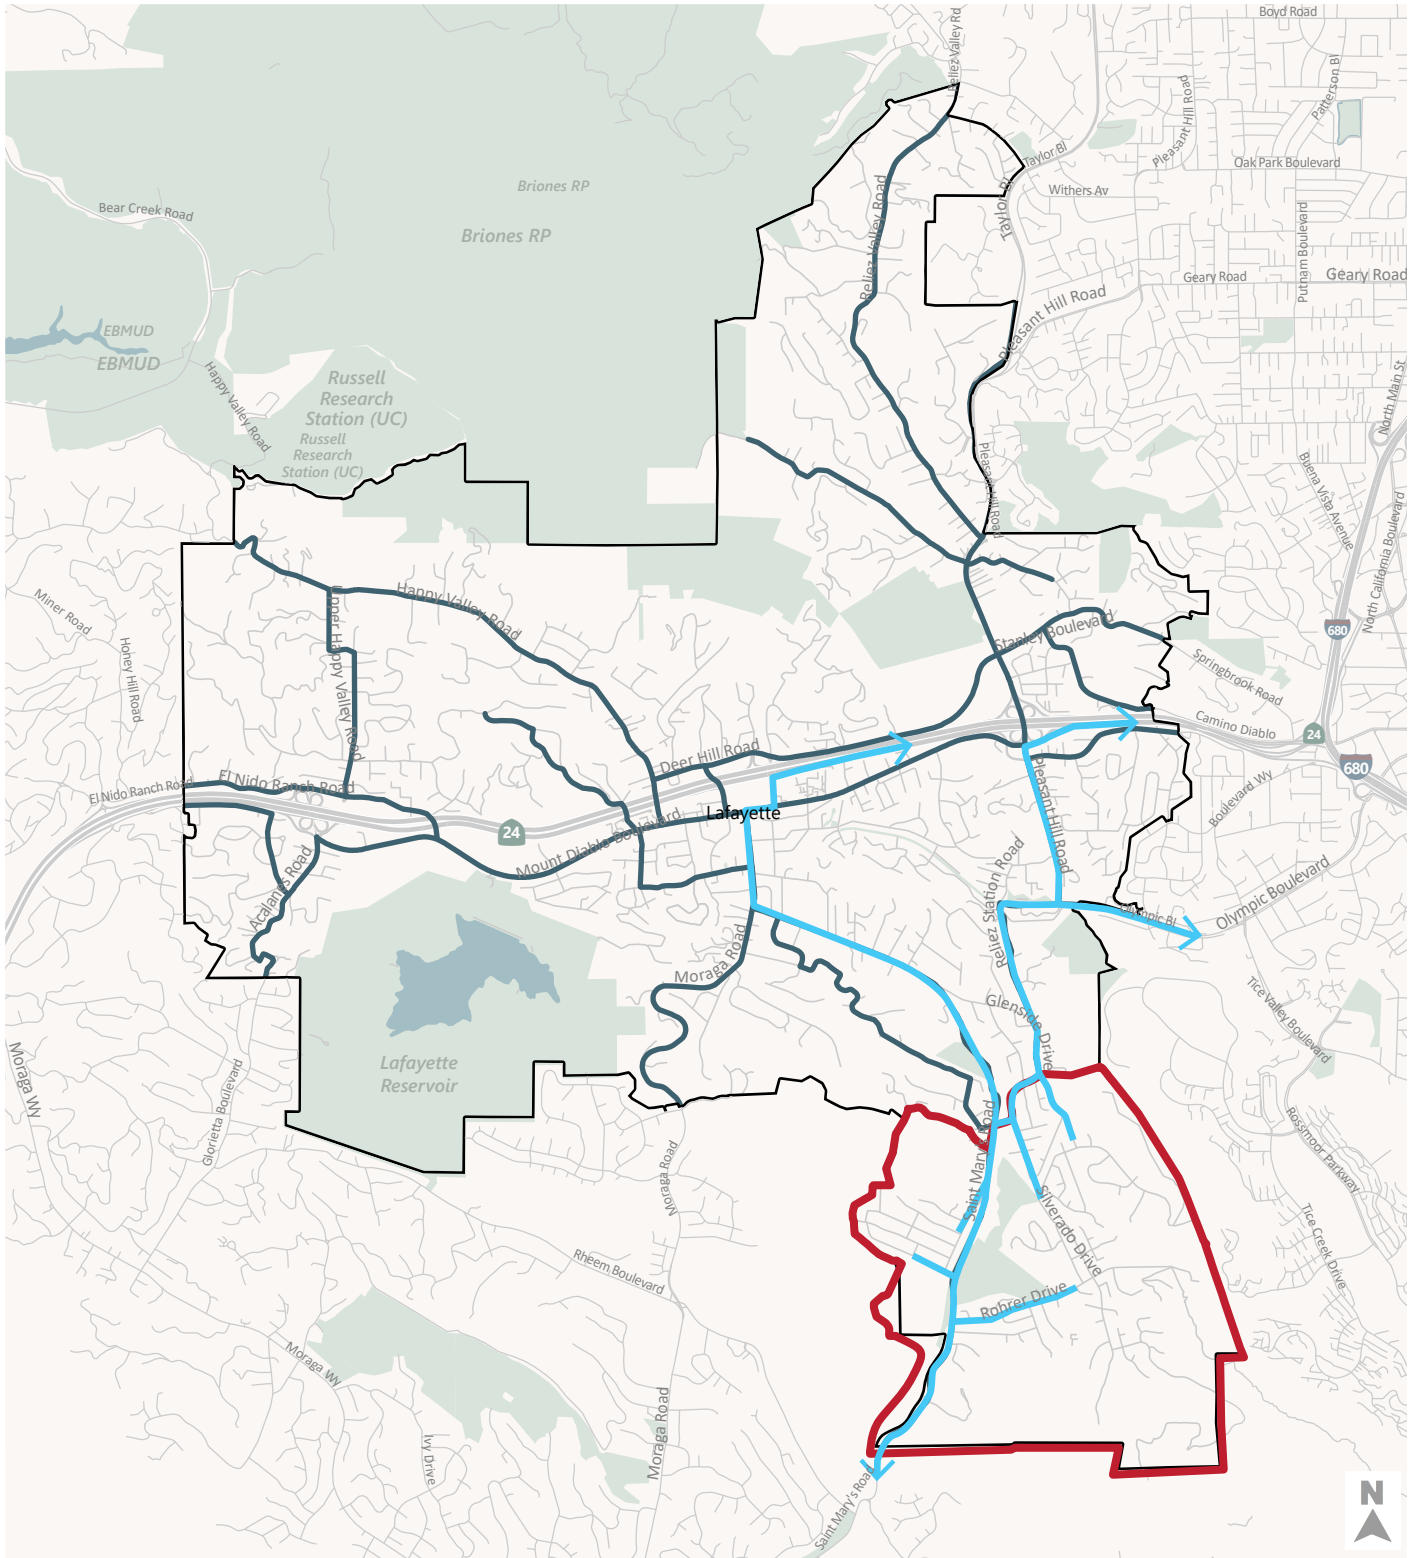 Boyd Road
Reliez Valley Rd
Patterson Bl
Pleasant Hill Road
Taylor Bl
Oak Park Boulevard
Withers Av
Briones RP
Bear Creek Road
Briones RP
Taylor Bl
Reliez Valley Road
Putnam Boulevard
Geary Road
Geary Road
Pleasant Hill Road
EBMUD
EBMUD
Happy Valley Road
Russell
Research
Station (UC)
Russell
Research
Station (UC)
North Main St
Pleasant Hill Road
Buena Vista Avenue
North California Boulevard
Miner Road
Honey Hill Road
Upper Happy Valley Road
Happy Valley Road
Stanley Boulevard
680
Springbrook Road
Camino Diablo
24
680
Deer Hill Road
El Nido Ranch Road
El Nido Ranch Road
Lafayette
24
Mount Diablo Boulevard
Pleasant Hill Road
Boulevard Wy
Acalanes Road
Reliez Station Road
Olympic Bl
Olympic Boulevard
Moraga Road
Glenside Drive
Tice Valley Boulevard
Moraga Wy
Lafayette
Reservoir
Glorietta Boulevard
Saint Mary's Road
Moraga Road
Rossmoor Parkway
Silverado Drive
Tice Creek Drive
Rheem Boulevard
Rohrer Drive
Moraga Wy
Moraga Road
Ivy Drive
Saint Mary's Road
N